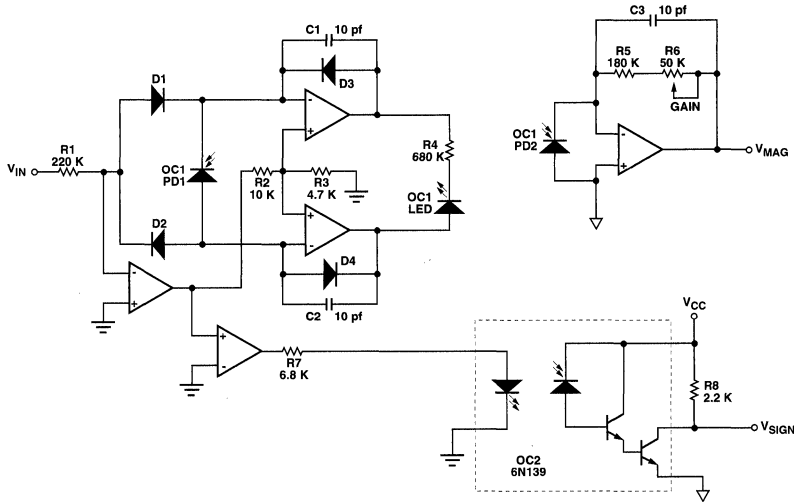 C1 10 pf
D3
D1
R1
220 K
V_IN
OC1
PD1
D2
R2
10 K
R3
4.7 K
R4
680 K
OC1
LED
D4
C2 10 pf
C3 10 pf
R5
180 K
R6
50 K
GAIN
OC1
PD2
V_MAG
-
+
+
-
-
+
-
+
+
-
R7
6.8 K
OC2
6N139
V_CC
R8
2.2 K
V_SIGN